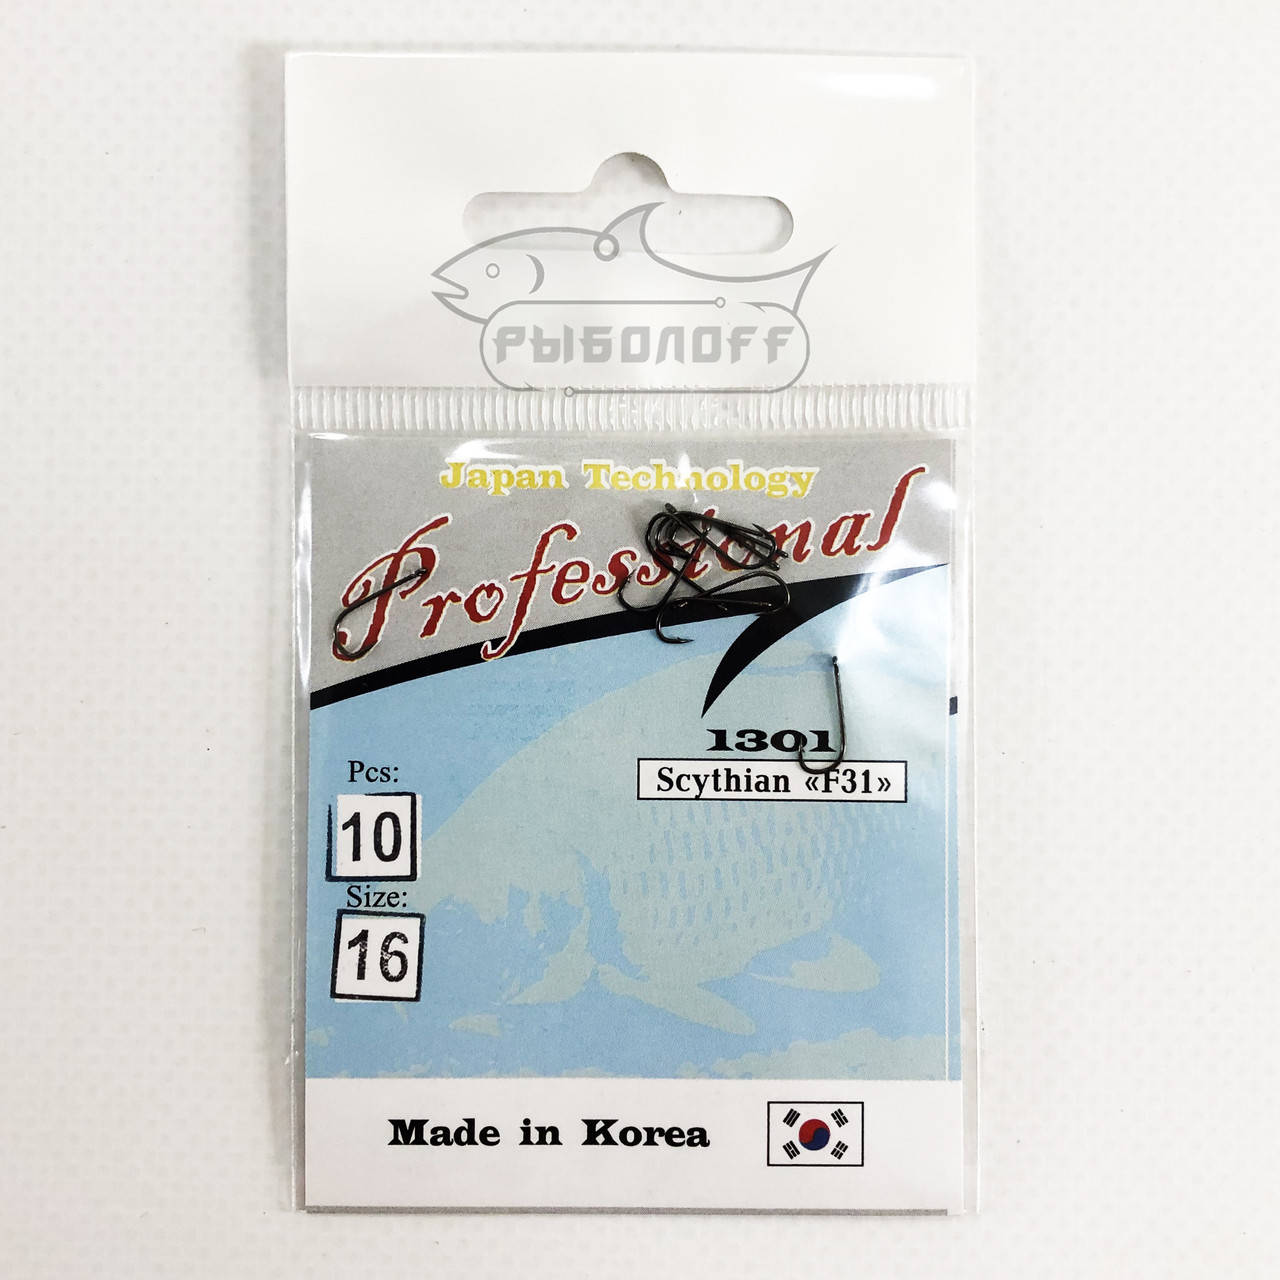 РЫБОЛОFF
Japan Technology
Professional
1301
Scythian «F31»
Pcs:
10
Size:
16
Made in Korea